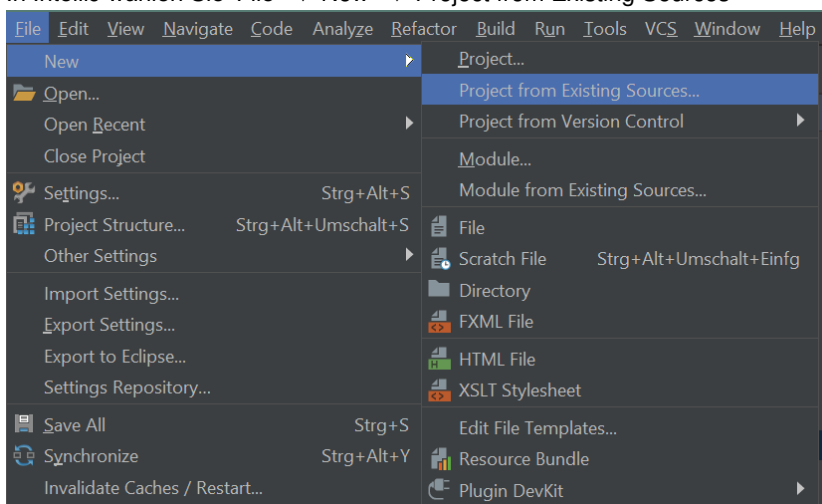 File Edit View Navigate Code Analyze Refactor Build Run Tools VCS Window Help
New
Open...
Open Recent
Close Project
Settings... Strg+Alt+S
Project Structure... Strg+Alt+Umschalt+S
Other Settings
Import Settings...
Export Settings...
Export to Eclipse...
Settings Repository...
Save All Strg+S
Synchronize Strg+Alt+Y
Invalidate Caches / Restart...
Project...
Project from Existing Sources...
Project from Version Control
Module...
Module from Existing Sources...
File
Scratch File Strg+Alt+Umschalt+Einfg
Directory
FXML File
HTML File
XSLT Stylesheet
Edit File Templates...
Resource Bundle
Plugin DevKit